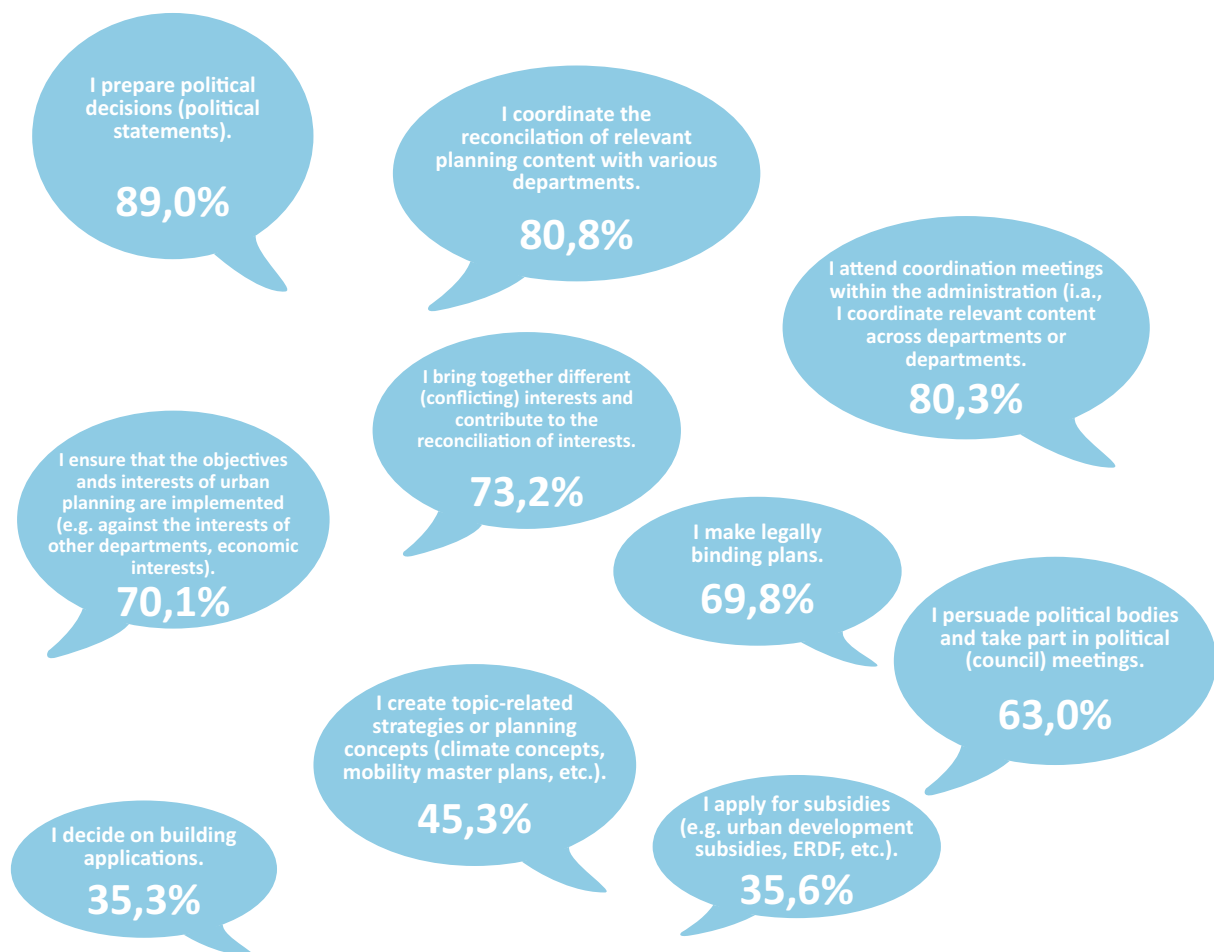 I prepare political
decisions (political
statements).
89,0%
I coordinate the
reconcilation of relevant
planning content with various
departments.
80,8%
I attend coordination meetings
within the administration (i.a.,
I coordinate relevant content
across departments or
departments.
80,3%
I bring together different
(conflicting) interests and
contribute to the
reconciliation of interests.
73,2%
I ensure that the objectives
ands interests of urban
planning are implemented
(e.g. against the interests of
other departments, economic
interests).
70,1%
I make legally
binding plans.
69,8%
I persuade political bodies
and take part in political
(council) meetings.
63,0%
I create topic-related
strategies or planning
concepts (climate concepts,
mobility master plans, etc.).
45,3%
I apply for subsidies
(e.g. urban development
subsidies, ERDF, etc.).
35,6%
I decide on building
applications.
35,3%